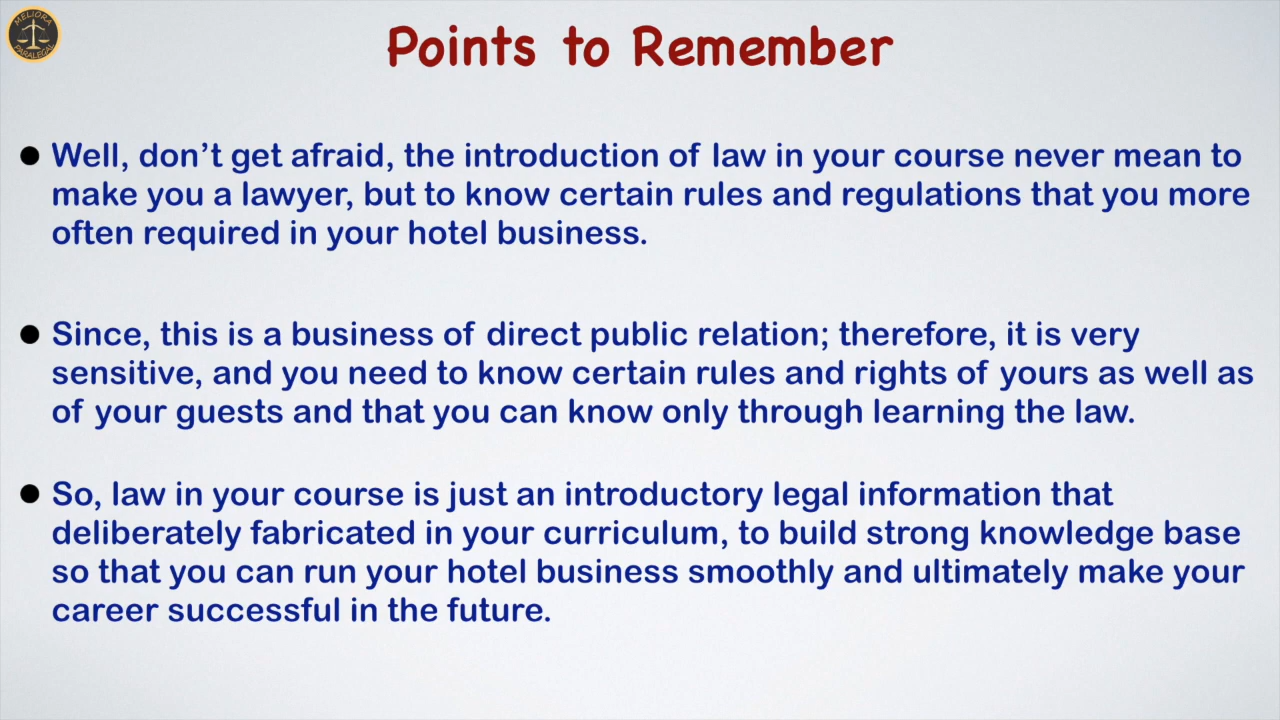 MELIORA
PARALEGAL
Points to Remember
● Well, don’t get afraid, the introduction of law in your course never mean to
make you a lawyer, but to know certain rules and regulations that you more
often required in your hotel business.
● Since, this is a business of direct public relation; therefore, it is very
sensitive, and you need to know certain rules and rights of yours as well as
of your guests and that you can know only through learning the law.
● So, law in your course is just an introductory legal information that
deliberately fabricated in your curriculum, to build strong knowledge base
so that you can run your hotel business smoothly and ultimately make your
career successful in the future.